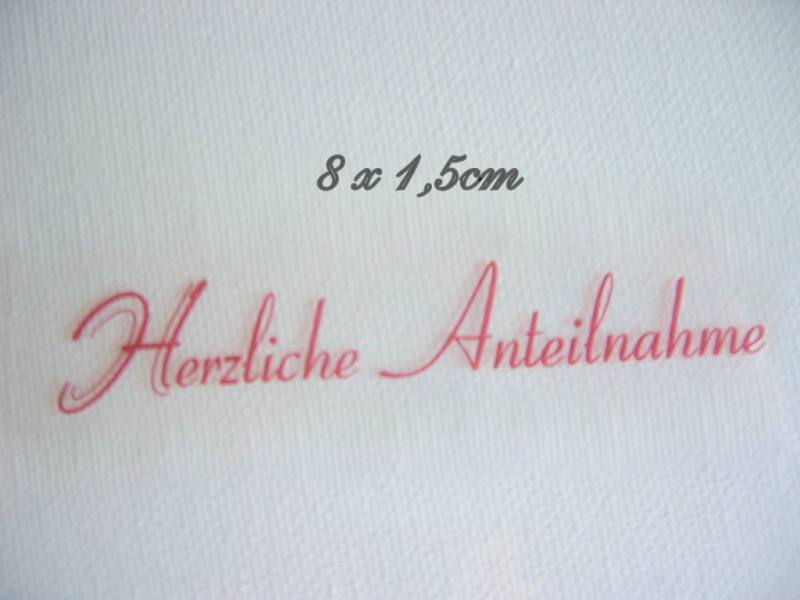 8 x 1,5cm
Herzliche Anteilnahme